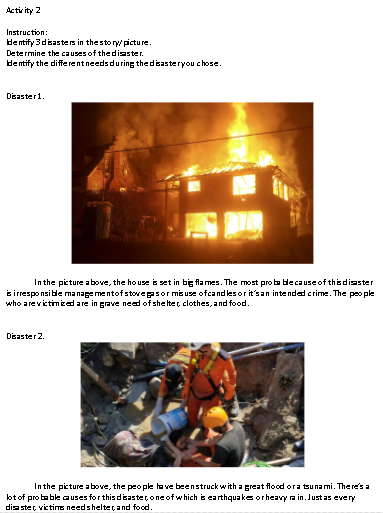 Activity 2
Instruction:
Identify 3 disasters in the story/picture.
Determine the causes of the disaster.
Identify the different needs during the disaster you chose.
Disaster 1.
In the picture above, the house is set in big flames. The most probable cause of this disaster
is irresponsible management of stove gas or misuse of candles or it's an intended crime. The people
who are victimized are in grave need of shelter, clothes, and food.
Disaster 2.
In the picture above, the people have been struck with a great flood or a tsunami. There's a
lot of probable causes for this disaster, one of which is earthquakes or heavy rain. Just as every
disaster, victims need shelter, and food.